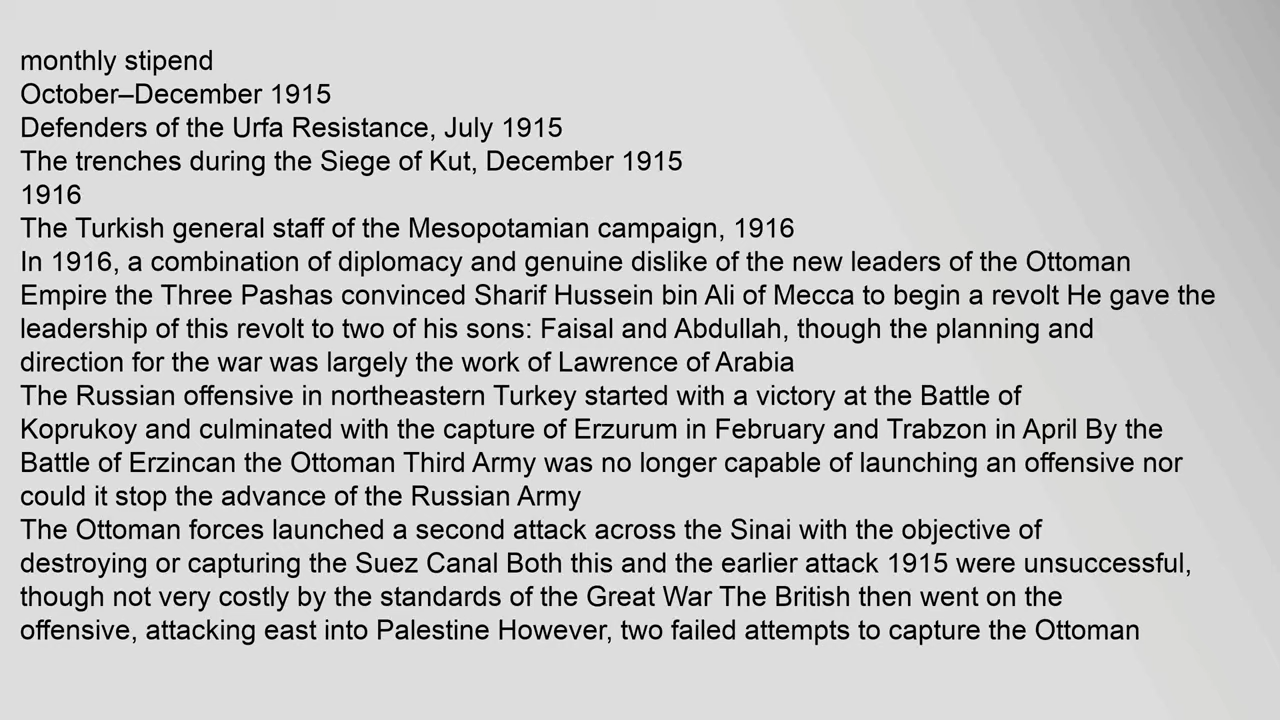 monthly stipend
October–December 1915
Defenders of the Urfa Resistance, July 1915
The trenches during the Siege of Kut, December 1915
1916
The Turkish general staff of the Mesopotamian campaign, 1916
In 1916, a combination of diplomacy and genuine dislike of the new leaders of the Ottoman
Empire the Three Pashas convinced Sharif Hussein bin Ali of Mecca to begin a revolt He gave the
leadership of this revolt to two of his sons: Faisal and Abdullah, though the planning and
direction for the war was largely the work of Lawrence of Arabia
The Russian offensive in northeastern Turkey started with a victory at the Battle of
Koprukoy and culminated with the capture of Erzurum in February and Trabzon in April By the
Battle of Erzincan the Ottoman Third Army was no longer capable of launching an offensive nor
could it stop the advance of the Russian Army
The Ottoman forces launched a second attack across the Sinai with the objective of
destroying or capturing the Suez Canal Both this and the earlier attack 1915 were unsuccessful,
though not very costly by the standards of the Great War The British then went on the
offensive, attacking east into Palestine However, two failed attempts to capture the Ottoman